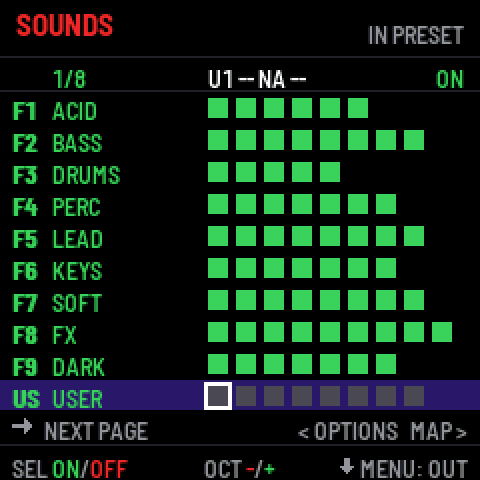 SOUNDS
IN PRESET
1/8 U1 -- NA -- ON
F1 ACID
F2 BASS
F3 DRUMS
F4 PERC
F5 LEAD
F6 KEYS
F7 SOFT
F8 FX
F9 DARK
US USER
→ NEXT PAGE < OPTIONS MAP >
SEL ON/OFF OCT -/+ ↓ MENU: OUT